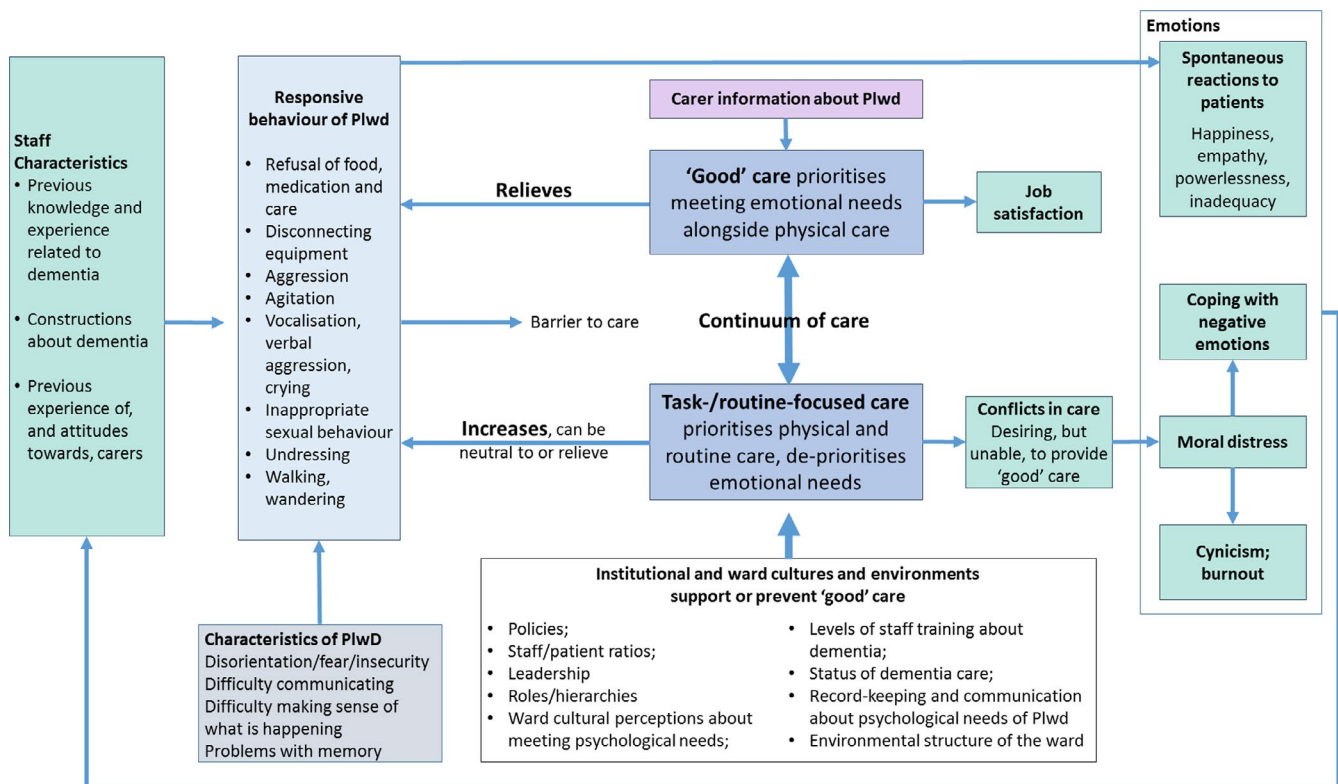 Staff
Characteristics
• Previous
knowledge and
experience
related to
dementia
• Constructions
about dementia
• Previous
experience of,
and attitudes
towards, carers
Responsive
behaviour of Plwd
• Refusal of food,
medication and
care
• Disconnecting
equipment
• Aggression
• Agitation
• Vocalisation,
verbal
aggression,
crying
• Inappropriate
sexual behaviour
• Undressing
• Walking,
wandering
Characteristics of PlwD
Disorientation/fear/insecurity
Difficulty communicating
Difficulty making sense of
what is happening
Problems with memory
Relieves
Barrier to care
Increases, can be
neutral to or relieve
Carer information about Plwd
‘Good’ care prioritises
meeting emotional needs
alongside physical care
Continuum of care
Task-/routine-focused care
prioritises physical and
routine care, de-prioritises
emotional needs
Institutional and ward cultures and environments
support or prevent ‘good’ care
• Policies;
• Staff/patient ratios;
• Leadership
• Roles/hierarchies
• Ward cultural perceptions about
meeting psychological needs;
• Levels of staff training about
dementia;
• Status of dementia care;
• Record-keeping and communication
about psychological needs of Plwd
• Environmental structure of the ward
Job
satisfaction
Conflicts in care
Desiring, but
unable, to provide
‘good’ care
Emotions
Spontaneous
reactions to
patients
Happiness,
empathy,
powerlessness,
inadequacy
Coping with
negative
emotions
Moral distress
Cynicism;
burnout